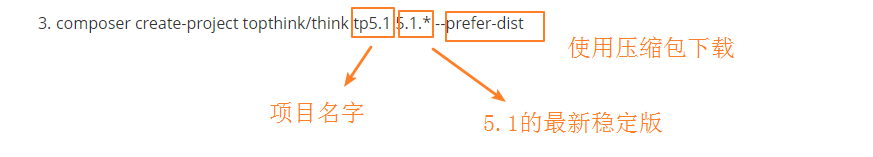 3. composer create-project topthink/think tp5.1 5.1.* --prefer-dist
使用压缩包下载
项目名字
5.1的最新稳定版